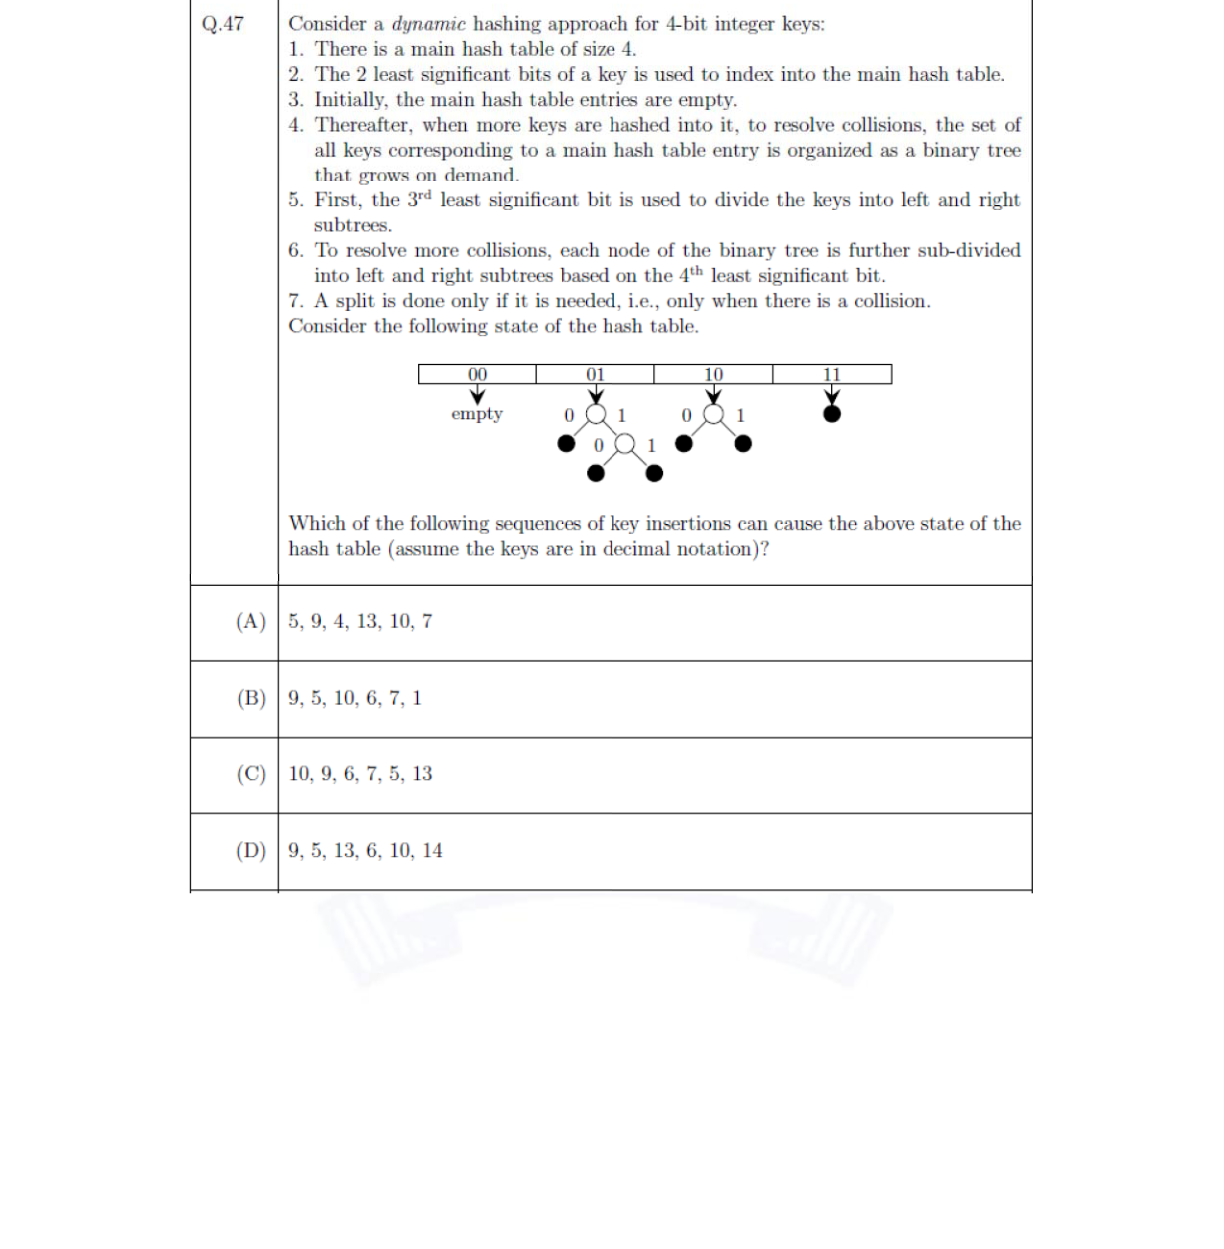 Q.47
Consider a dynamic hashing approach for 4-bit integer keys:
1. There is a main hash table of size 4.
2. The 2 least significant bits of a key is used to index into the main hash table.
3. Initially, the main hash table entries are empty.
4. Thereafter, when more keys are hashed into it, to resolve collisions, the set of
all keys corresponding to a main hash table entry is organized as a binary tree
that grows on demand.
5. First, the 3rd least significant bit is used to divide the keys into left and right
subtrees.
6. To resolve more collisions, each node of the binary tree is further sub-divided
into left and right subtrees based on the 4th least significant bit.
7. A split is done only if it is needed, i.e., only when there is a collision.
Consider the following state of the hash table.
00 01 10 11
empty 0 1 0 1
0 1
Which of the following sequences of key insertions can cause the above state of the
hash table (assume the keys are in decimal notation)?
(A) 5, 9, 4, 13, 10, 7
(B) 9, 5, 10, 6, 7, 1
(C) 10, 9, 6, 7, 5, 13
(D) 9, 5, 13, 6, 10, 14